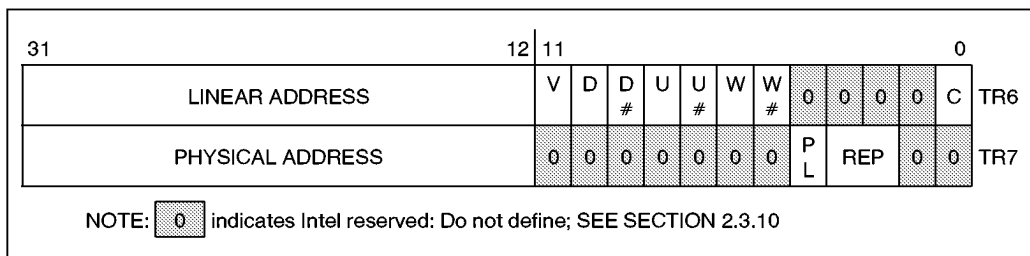 31 12 11 0
LINEAR ADDRESS V D D# U U# W W# 0 0 0 0 C TR6
PHYSICAL ADDRESS 0 0 0 0 0 0 0 PL REP 0 0 TR7
NOTE: 0 indicates Intel reserved: Do not define; SEE SECTION 2.3.10